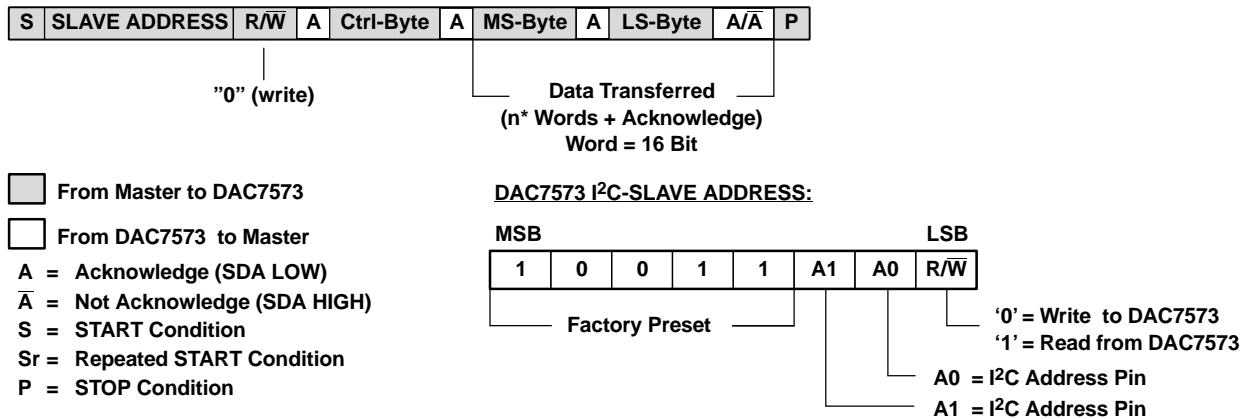 S SLAVE ADDRESS R/W̅ A Ctrl-Byte A MS-Byte A LS-Byte A/A̅ P
”0” (write)
Data Transferred
(n* Words + Acknowledge)
Word = 16 Bit
From Master to DAC7573
From DAC7573 to Master
A = Acknowledge (SDA LOW)
A̅ = Not Acknowledge (SDA HIGH)
S = START Condition
Sr = Repeated START Condition
P = STOP Condition
DAC7573 I²C-SLAVE ADDRESS:
MSB LSB
1 0 0 1 1 A1 A0 R/W̅
Factory Preset
‘0’ = Write to DAC7573
‘1’ = Read from DAC7573
A0 = I²C Address Pin
A1 = I²C Address Pin